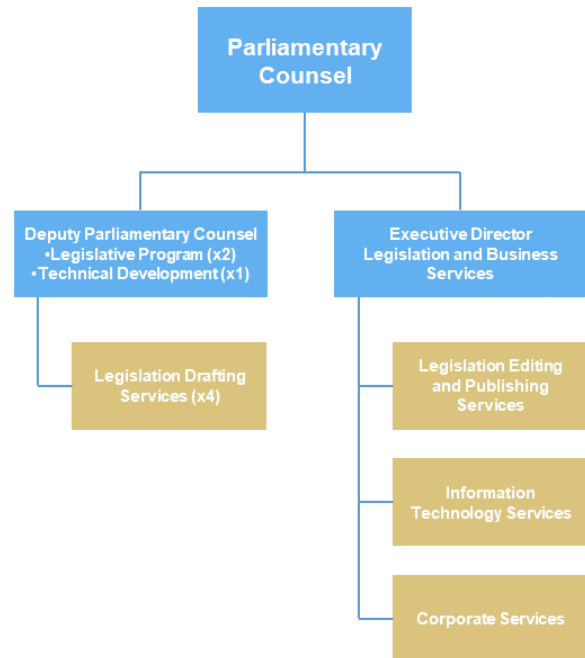 Parliamentary
Counsel
Deputy Parliamentary Counsel
•Legislative Program (x2)
•Technical Development (x1)
Executive Director
Legislation and Business
Services
Legislation Drafting
Services (x4)
Legislation Editing
and Publishing
Services
Information
Technology Services
Corporate Services